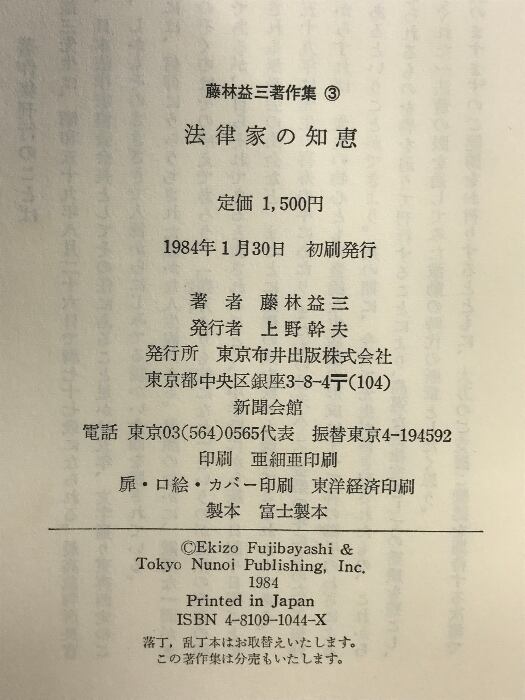 藤林益三著作集 ③
法律家の知恵
定価 1,500円
1984年1月30日 初刷発行
著者 藤林益三
発行者 上野幹夫
発行所 東京布井出版株式会社
東京都中央区銀座3-8-4〒(104)
新聞会館
電話 東京03(564)0565代表 振替東京4-194592
印刷 亜細亜印刷
扉・口絵・カバー印刷 東洋経済印刷
製本 富士製本
©Ekizo Fujibayashi &
Tokyo Nunoi Publishing, Inc.
1984
Printed in Japan
ISBN 4-8109-1044-X
落丁，乱丁本はお取替えいたします。
この著作集は分売もいたします。